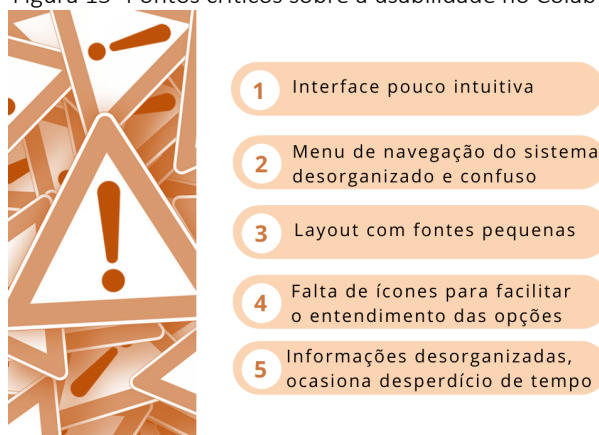 Figura 15- Pontos críticos sobre a usabilidade no Colab
1 Interface pouco intuitiva
2 Menu de navegação do sistema
desorganizado e confuso
3 Layout com fontes pequenas
4 Falta de ícones para facilitar
o entendimento das opções
5 Informações desorganizadas,
ocasiona desperdício de tempo